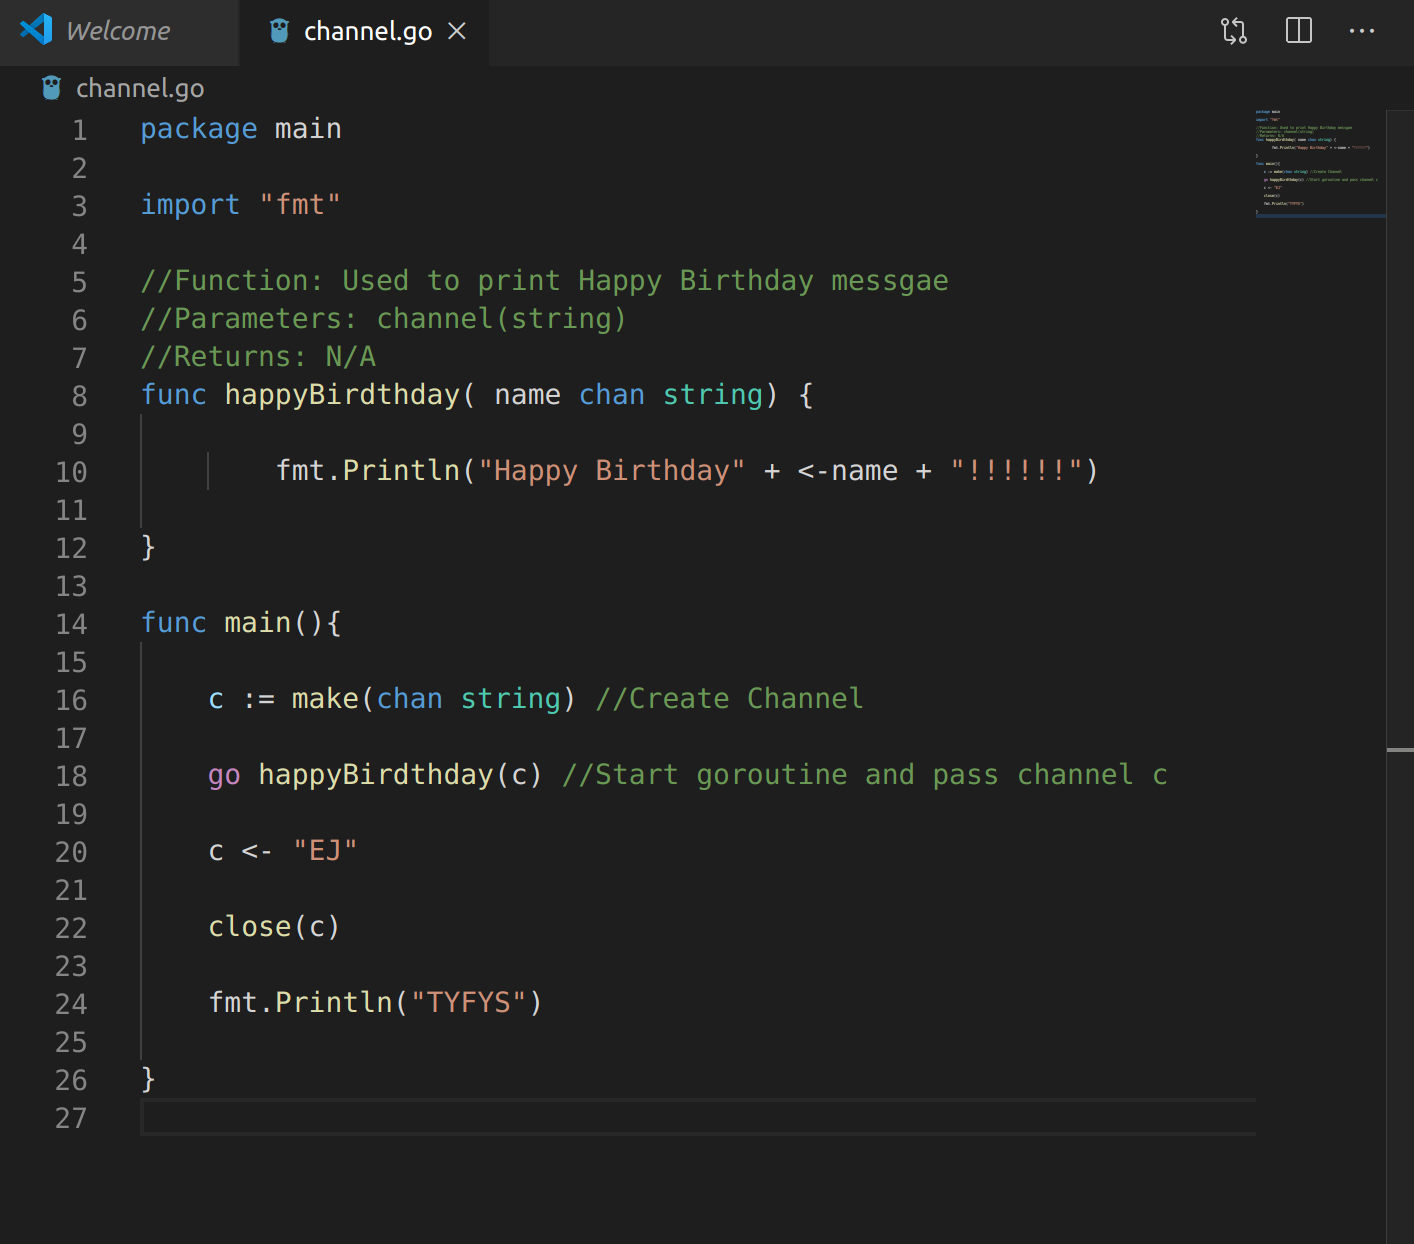 Welcome channel.go
channel.go
1 package main
2
3 import "fmt"
4
5 //Function: Used to print Happy Birthday messgae
6 //Parameters: channel(string)
7 //Returns: N/A
8 func happyBirdthday( name chan string) {
9
10 fmt.Println("Happy Birthday" + <-name + "!!!!!!")
11
12 }
13
14 func main(){
15
16 c := make(chan string) //Create Channel
17
18 go happyBirdthday(c) //Start goroutine and pass channel c
19
20 c <- "EJ"
21
22 close(c)
23
24 fmt.Println("TYFYS")
25
26 }
27